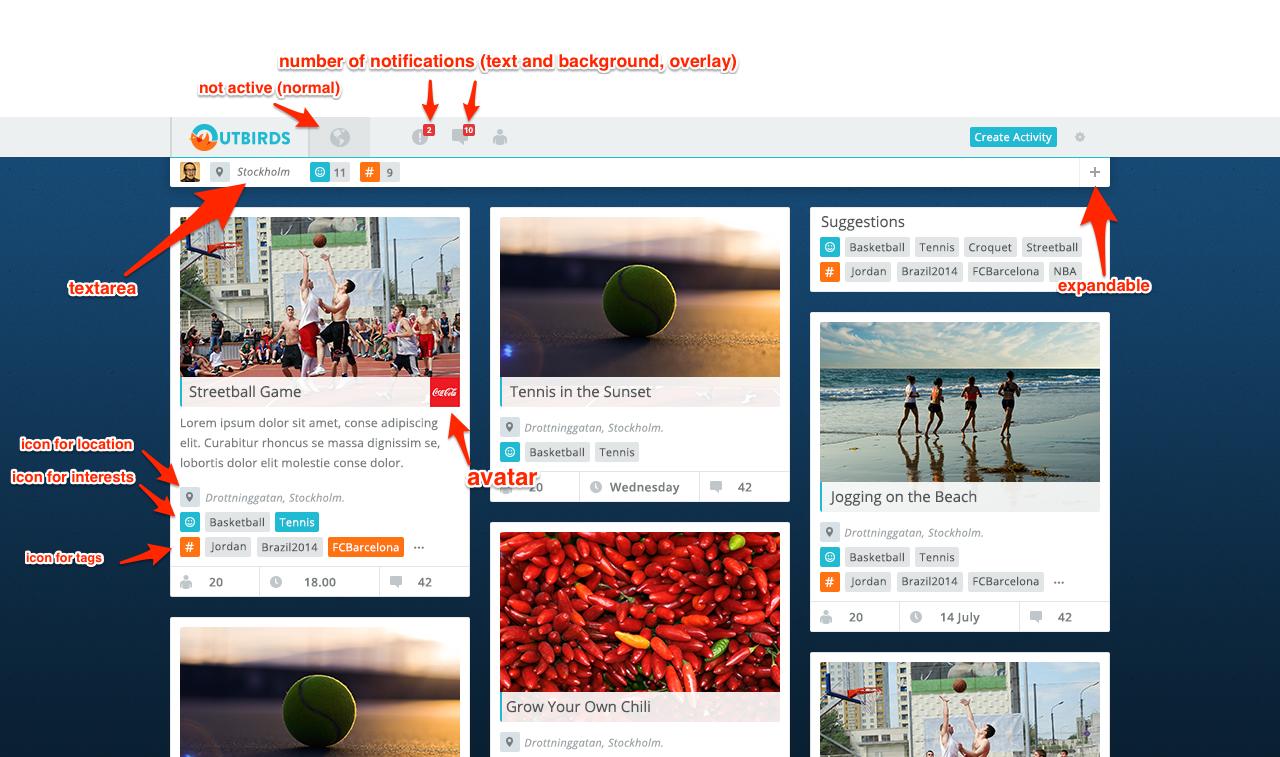 number of notifications (text and background, overlay)
not active (normal)
OUTBIRDS
2
10
Create Activity
Stockholm
11
# 9
+
textarea
expandable
Streetball Game
Coca-Cola
Lorem ipsum dolor sit amet, conse adipiscing
elit. Curabitur rhoncus se massa dignissim se,
lobortis dolor elit molestie conse dolor.
avatar
icon for location
icon for interests
icon for tags
Drottninggatan, Stockholm.
Basketball Tennis
# Jordan Brazil2014 FCBarcelona ...
20 18.00 42
Tennis in the Sunset
Drottninggatan, Stockholm.
Basketball Tennis
20 Wednesday 42
Grow Your Own Chili
Drottninggatan, Stockholm.
Suggestions
Basketball Tennis Croquet Streetball
# Jordan Brazil2014 FCBarcelona NBA
Jogging on the Beach
Drottninggatan, Stockholm.
Basketball Tennis
# Jordan Brazil2014 FCBarcelona ...
20 14 July 42